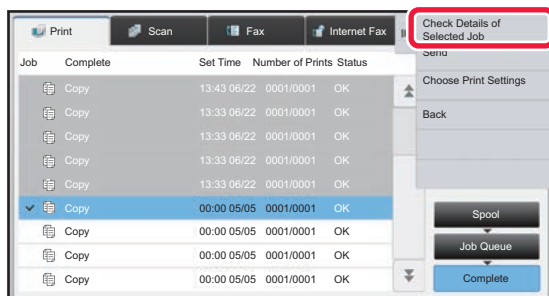 Print Scan Fax Internet Fax
Check Details of
Selected Job
Send
Choose Print Settings
Back
Job Complete Set Time Number of Prints Status
Copy 13:43 06/22 0001/0001 OK
Copy 13:33 06/22 0001/0001 OK
Copy 13:33 06/22 0001/0001 OK
Copy 13:33 06/22 0001/0001 OK
Copy 13:33 06/22 0001/0001 OK
Copy 00:00 05/05 0001/0001 OK
Copy 00:00 05/05 0001/0001 OK
Copy 00:00 05/05 0001/0001 OK
Copy 00:00 05/05 0001/0001 OK
Spool
Job Queue
Complete